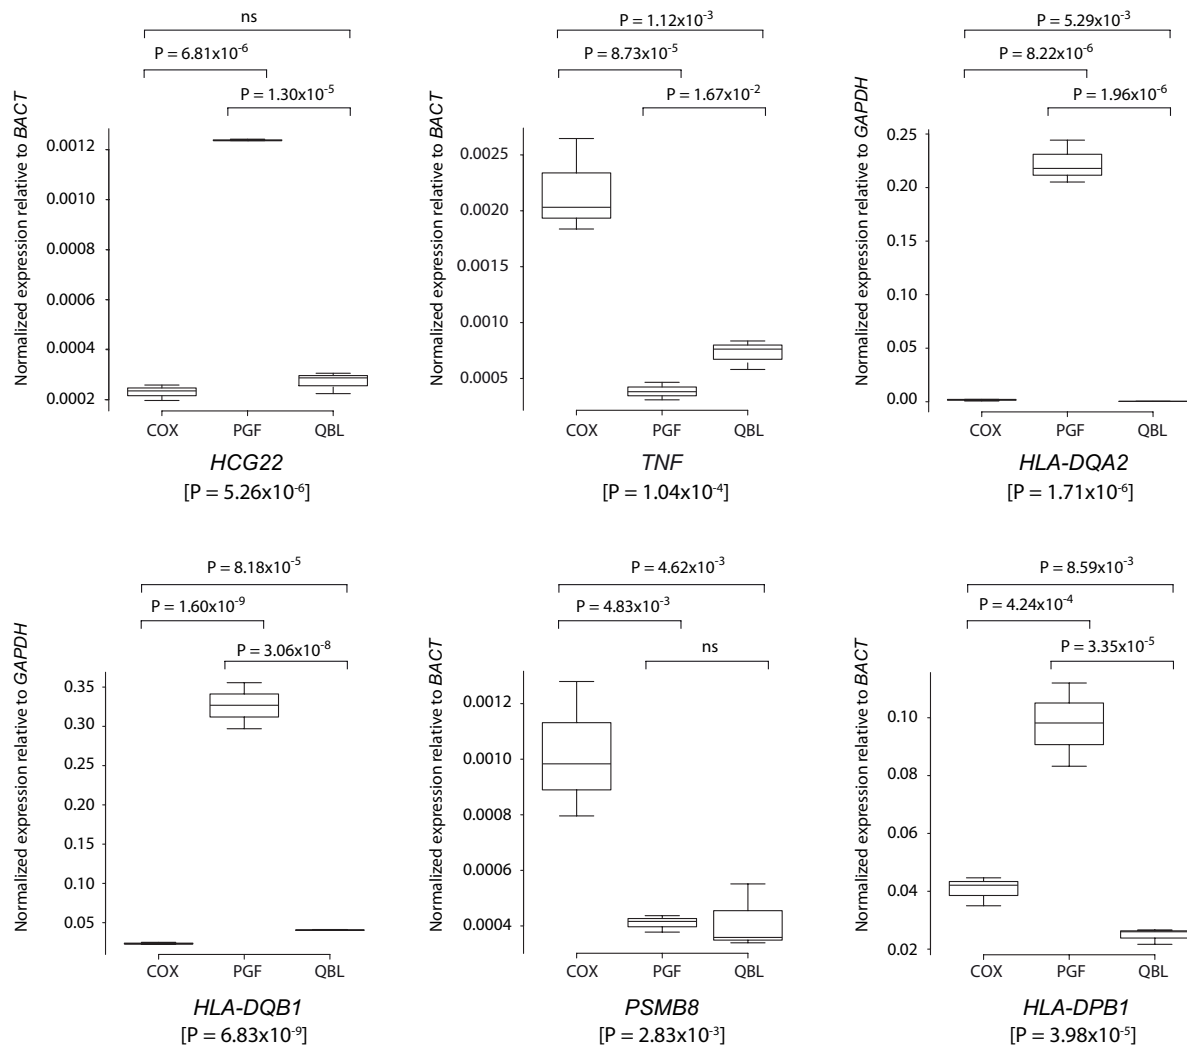 ns
P = 6.81x10⁻⁶
P = 1.30x10⁻⁵
Normalized expression relative to BACT
0.0012
0.0010
0.0008
0.0006
0.0004
0.0002
COX PGF QBL
HCG22
[P = 5.26x10⁻⁶]
P = 1.12x10⁻³
P = 8.73x10⁻⁵
P = 1.67x10⁻²
Normalized expression relative to BACT
0.0025
0.0020
0.0015
0.0010
0.0005
COX PGF QBL
TNF
[P = 1.04x10⁻⁴]
P = 5.29x10⁻³
P = 8.22x10⁻⁶
P = 1.96x10⁻⁶
Normalized expression relative to GAPDH
0.25
0.20
0.15
0.10
0.05
0.00
COX PGF QBL
HLA-DQA2
[P = 1.71x10⁻⁶]
P = 8.18x10⁻⁵
P = 1.60x10⁻⁹
P = 3.06x10⁻⁸
Normalized expression relative to GAPDH
0.35
0.30
0.25
0.20
0.15
0.10
0.05
COX PGF QBL
HLA-DQB1
[P = 6.83x10⁻⁹]
P = 4.62x10⁻³
P = 4.83x10⁻³
ns
Normalized expression relative to BACT
0.0012
0.0010
0.0008
0.0006
0.0004
COX PGF QBL
PSMB8
[P = 2.83x10⁻³]
P = 8.59x10⁻³
P = 4.24x10⁻⁴
P = 3.35x10⁻⁵
Normalized expression relative to BACT
0.10
0.08
0.06
0.04
0.02
COX PGF QBL
HLA-DPB1
[P = 3.98x10⁻⁵]